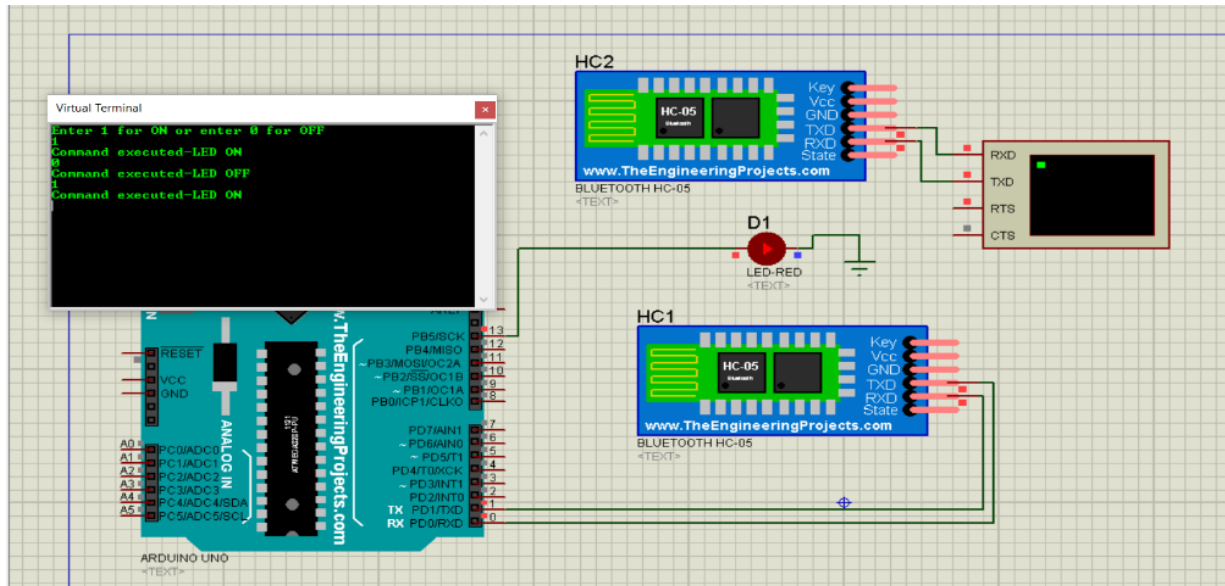 Virtual Terminal
Enter 1 for ON or enter 0 for OFF
1
Command executed-LED ON
0
Command executed-LED OFF
1
Command executed-LED ON
HC2
HC-05
Bluetooth
Key
Vcc
GND
TXD
RXD
State
www.TheEngineeringProjects.com
BLUETOOTH HC-05
<TEXT>
RXD
TXD
RTS
CTS
D1
LED-RED
<TEXT>
HC1
HC-05
Bluetooth
Key
Vcc
GND
TXD
RXD
State
www.TheEngineeringProjects.com
BLUETOOTH HC-05
<TEXT>
RESET
VCC
GND
ANALOG IN
A0 PC0/ADC0
A1 PC1/ADC1
A2 PC2/ADC2
A3 PC3/ADC3
A4 PC4/ADC4/SDA
A5 PC5/ADC5/SCL
w.TheEngineeringProjects.com
PB5/SCK 13
PB4/MISO 12
~PB3/MOSI/OC2A 11
~PB2/SS/OC1B 10
~PB1/OC1A 9
PB0/ICP1/CLKO 8
PD7/AIN1 7
~PD6/AIN0 6
~PD5/T1 5
PD4/T0/XCK 4
~PD3/INT1 3
PD2/INT0 2
TX PD1/TXD 1
RX PD0/RXD 0
ARDUINO UNO
<TEXT>